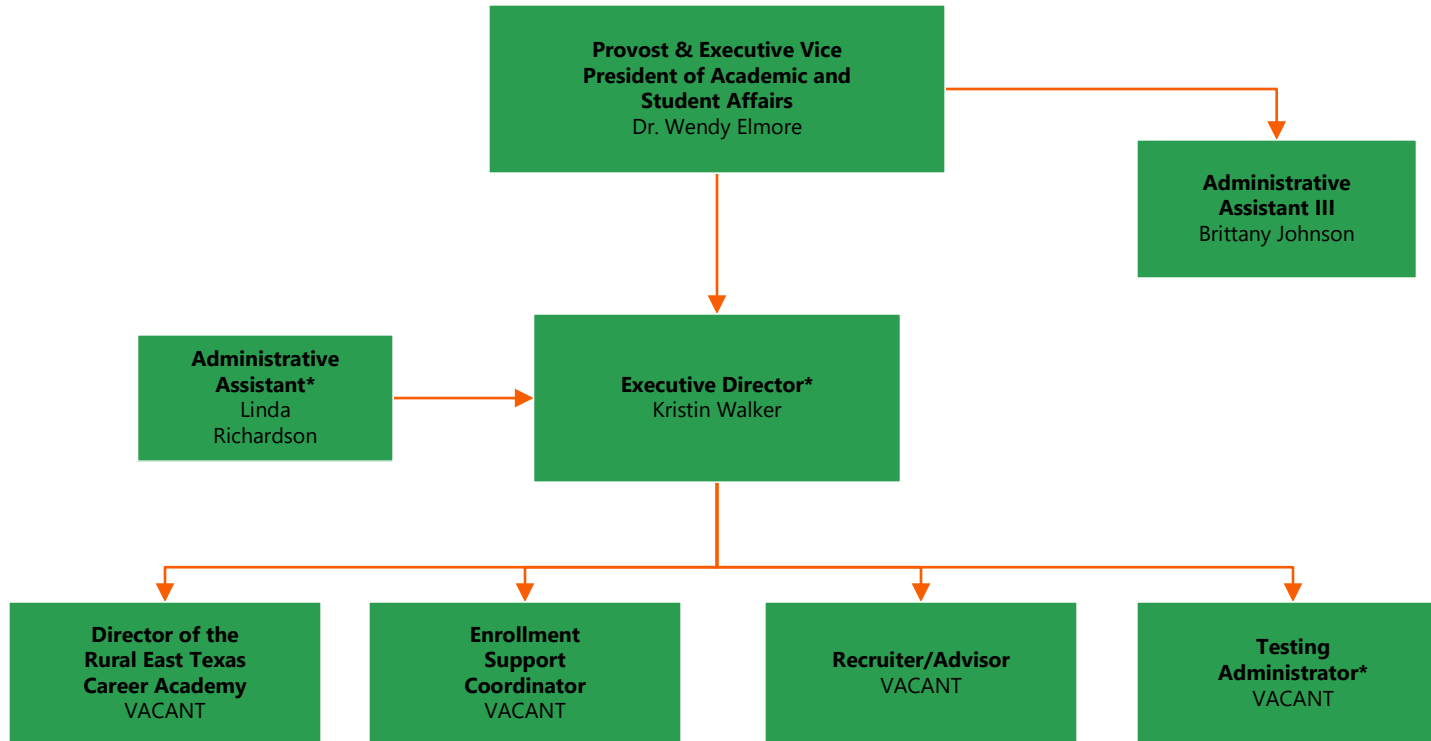 Provost & Executive Vice
President of Academic and
Student Affairs
Dr. Wendy Elmore
Administrative
Assistant III
Brittany Johnson
Administrative
Assistant*
Linda
Richardson
Executive Director*
Kristin Walker
Director of the
Rural East Texas
Career Academy
VACANT
Enrollment
Support
Coordinator
VACANT
Recruiter/Advisor
VACANT
Testing
Administrator*
VACANT